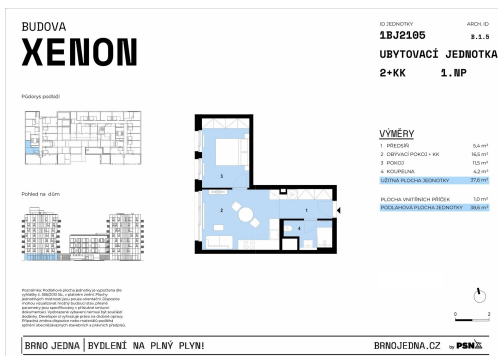 BUDOVA
XENON
ID JEDNOTKY
ARCH. ID
1BJ2105
B.1.5
UBYTOVACÍ JEDNOTKA
2+KK
1.NP
Půdorys podlaží
VÝMĚRY
1 PŘEDSÍŇ 5,4 m²
2 OBÝVACÍ POKOJ + KK 16,5 m²
3 POKOJ 11,5 m²
4 KOUPELNA 4,2 m²
UŽITNÁ PLOCHA JEDNOTKY 37,6 m²
PLOCHA VNITŘNÍCH PŘÍČEK 1,0 m²
PODLAHOVÁ PLOCHA JEDNOTKY 38,6 m²
Pohled na dům
3
2
1
4
0 2
BRNO JEDNA BYDLENÍ NA PLNÝ PLYN!
BRNOJEDNA.CZ by PSN